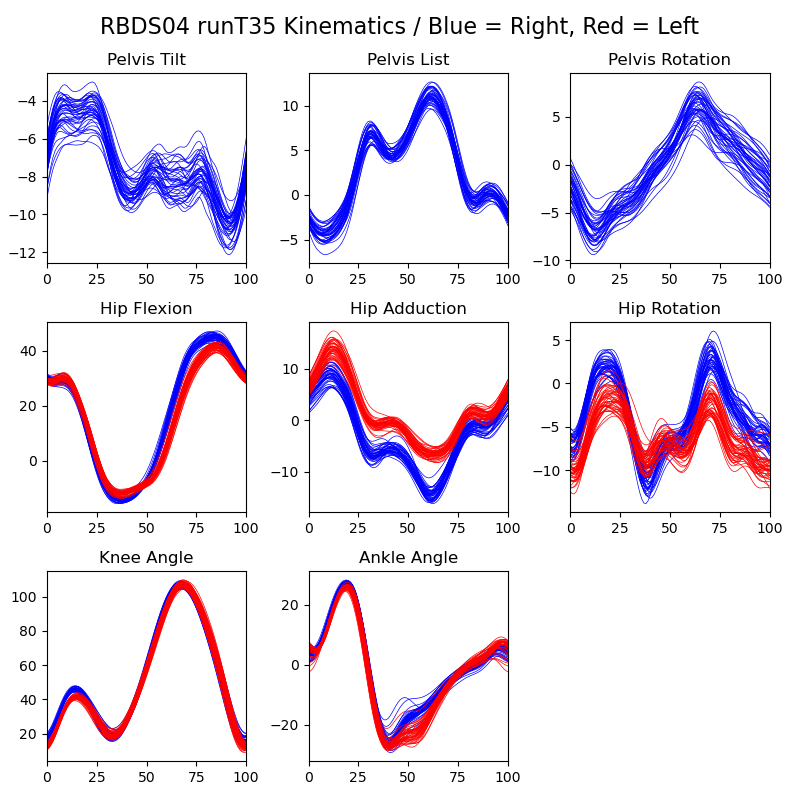 RBDS04 runT35 Kinematics / Blue = Right, Red = Left
Pelvis Tilt
−4
−6
−8
−10
−12
0 25 50 75 100
Pelvis List
10
5
0
−5
0 25 50 75 100
Pelvis Rotation
5
0
−5
−10
0 25 50 75 100
Hip Flexion
40
20
0
0 25 50 75 100
Hip Adduction
10
0
−10
0 25 50 75 100
Hip Rotation
5
0
−5
−10
0 25 50 75 100
Knee Angle
100
80
60
40
20
0 25 50 75 100
Ankle Angle
20
0
−20
0 25 50 75 100